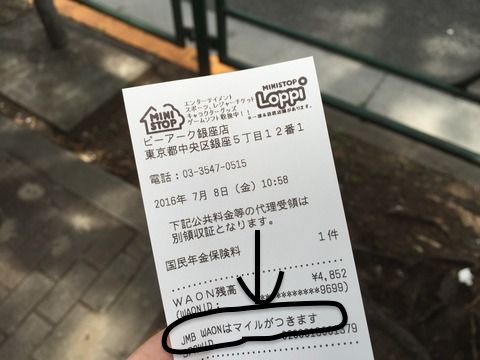 MINI STOP
エンターテイメント
スポーツ、レジャーチケット
キャラクターグッズ
ゲームソフト取扱中!!
MINISTOP
Loppi
ビーアーク銀座店
東京都中央区銀座5丁目12番1
電話:03-3547-0515
2016年 7月 8日(金) 10:58
下記公共料金等の代理受領は
別領収証となります。
国民年金保険料 1件
WAON残高 ¥4,852
(WAONID: ************9699)
JMB WAONはマイルがつきます